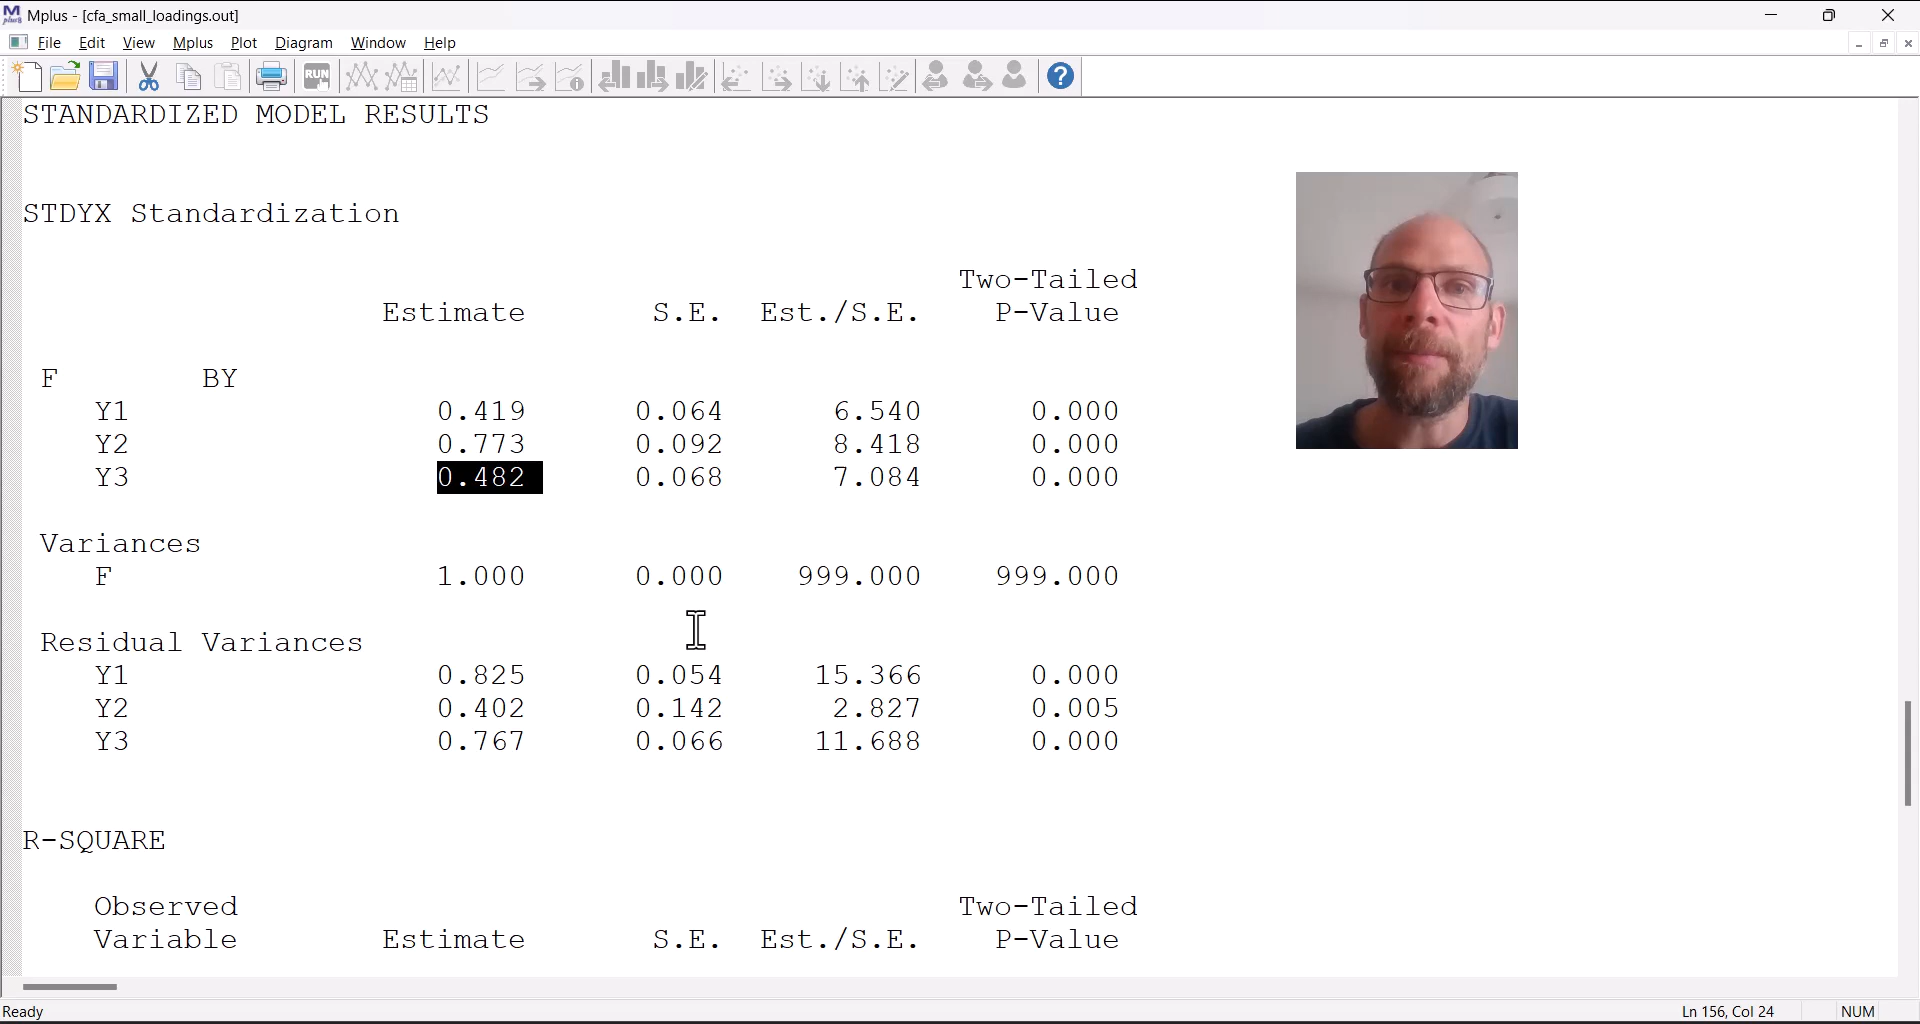 Mplus - [cfa_small_loadings.out]
File Edit View Mplus Plot Diagram Window Help
RUN
STANDARDIZED MODEL RESULTS
STDYX Standardization
Two-Tailed
Estimate S.E. Est./S.E. P-Value
F BY
Y1 0.419 0.064 6.540 0.000
Y2 0.773 0.092 8.418 0.000
Y3 0.482 0.068 7.084 0.000
Variances
F 1.000 0.000 999.000 999.000
Residual Variances
Y1 0.825 0.054 15.366 0.000
Y2 0.402 0.142 2.827 0.005
Y3 0.767 0.066 11.688 0.000
R-SQUARE
Observed Two-Tailed
Variable Estimate S.E. Est./S.E. P-Value
Ready Ln 156, Col 24 NUM